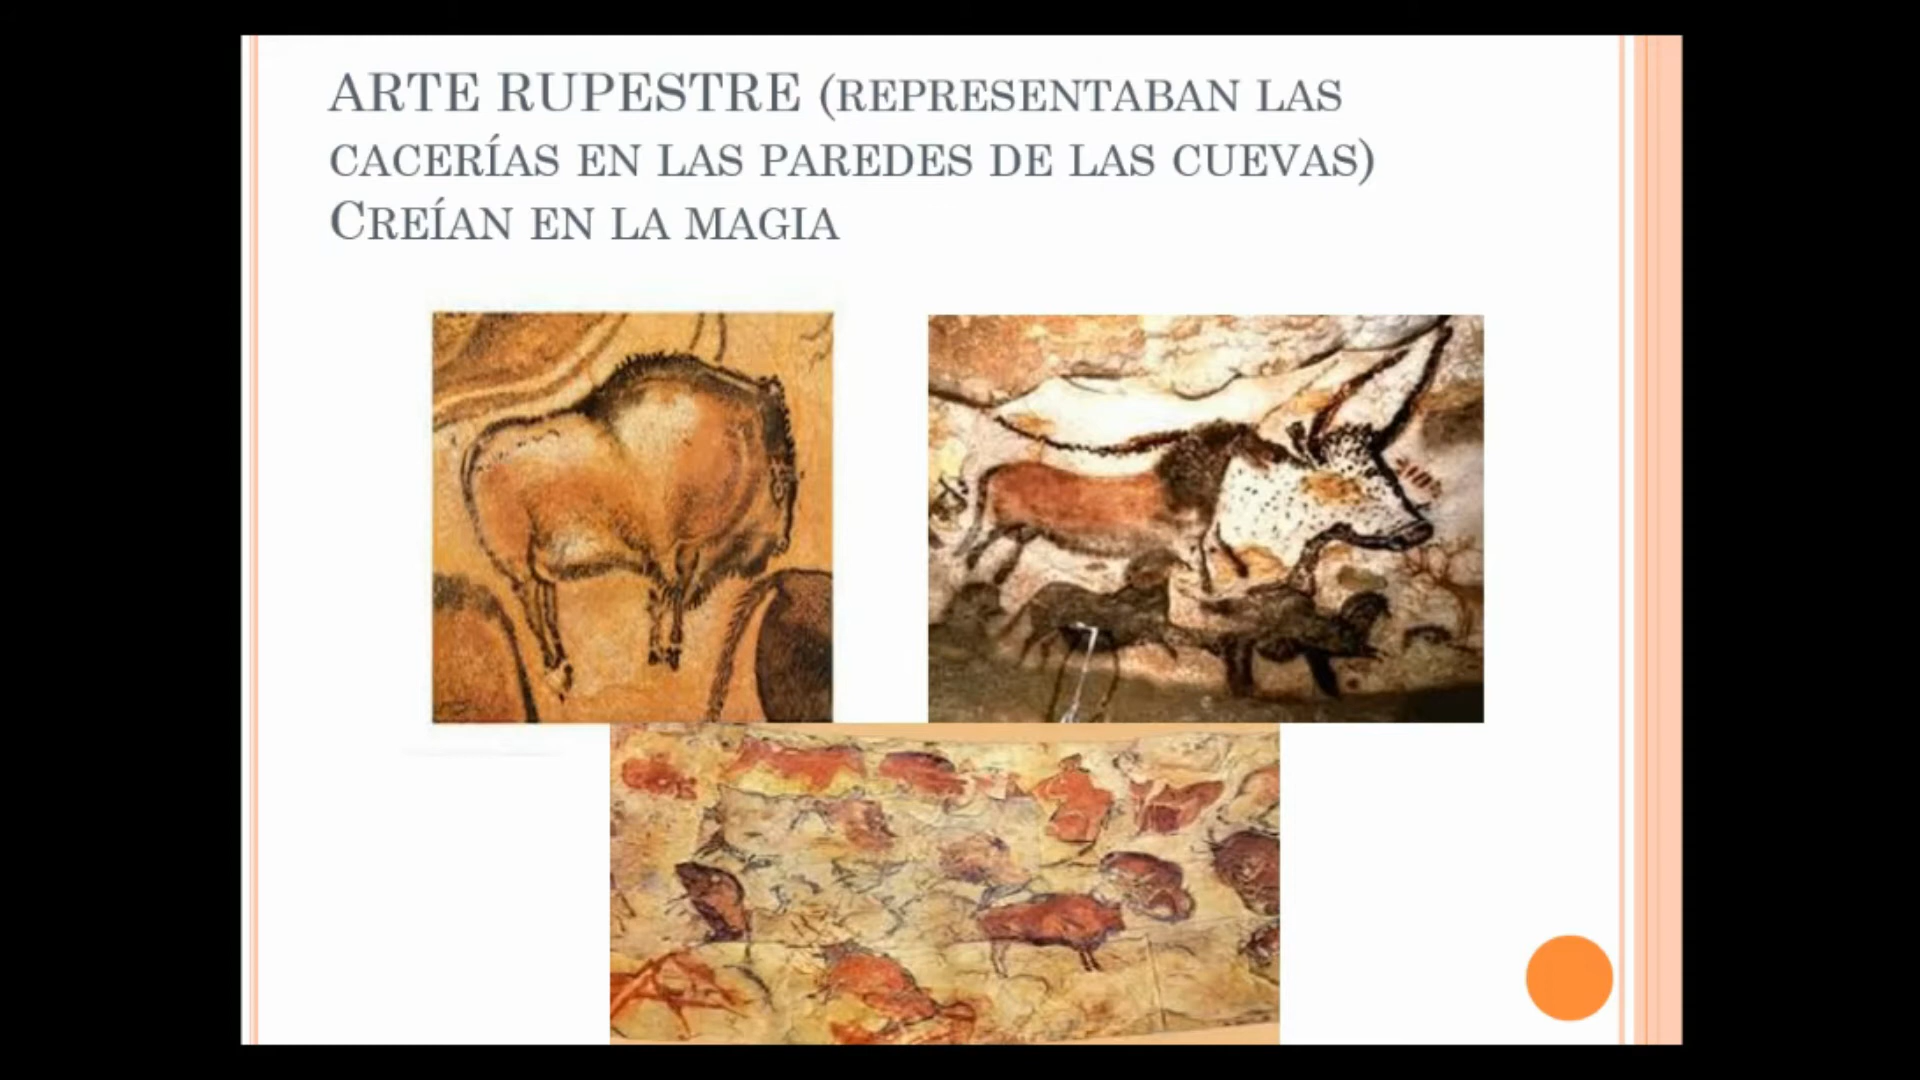 ARTE RUPESTRE (REPRESENTABAN LAS
CACERÍAS EN LAS PAREDES DE LAS CUEVAS)
CREÍAN EN LA MAGIA